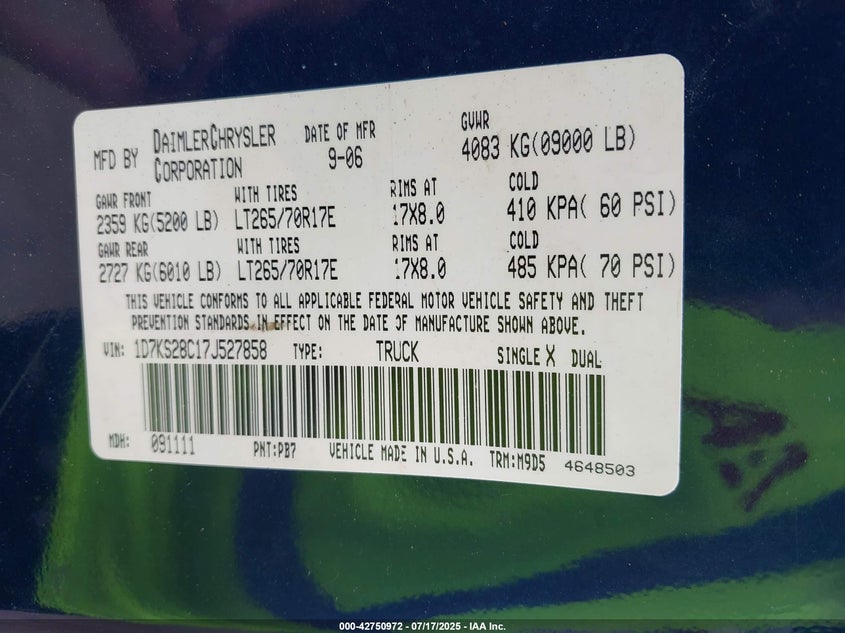 MFD BY DAIMLERCHRYSLER CORPORATION DATE OF MFR 9-06 GVWR 4083 KG(09000 LB)
GAWR FRONT WITH TIRES RIMS AT COLD
2359 KG(5200 LB) LT265/70R17E 17X8.0 410 KPA( 60 PSI)
GAWR REAR WITH TIRES RIMS AT COLD
2727 KG(6010 LB) LT265/70R17E 17X8.0 485 KPA( 70 PSI)
THIS VEHICLE CONFORMS TO ALL APPLICABLE FEDERAL MOTOR VEHICLE SAFETY AND THEFT
PREVENTION STANDARDS IN EFFECT ON THE DATE OF MANUFACTURE SHOWN ABOVE.
VIN: 1D7KS28C17J527858 TYPE: TRUCK SINGLE X DUAL
MDH: 091111 PNT:PB7 VEHICLE MADE IN U.S.A. TRM:M9D5 4648503
000-42750972 - 07/17/2025 - IAA Inc.